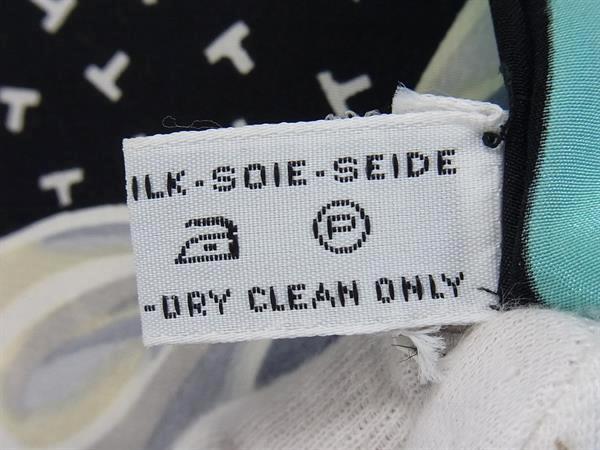 ILK-SOIE-SEIDE
P
-DRY CLEAN ONLY